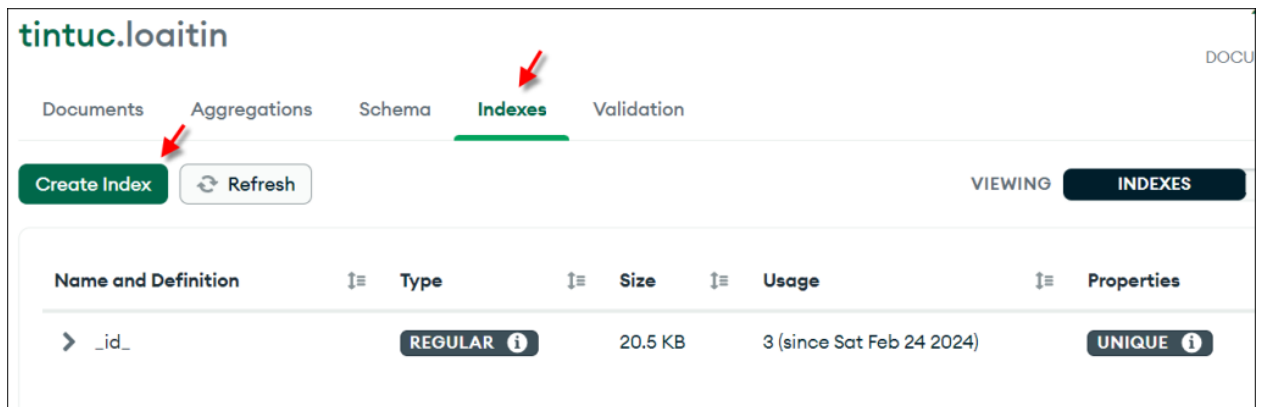 tintuc.loaitin
DOCU
Documents Aggregations Schema Indexes Validation
Create Index Refresh VIEWING INDEXES
Name and Definition Type Size Usage Properties
_id_ REGULAR 20.5 KB 3 (since Sat Feb 24 2024) UNIQUE